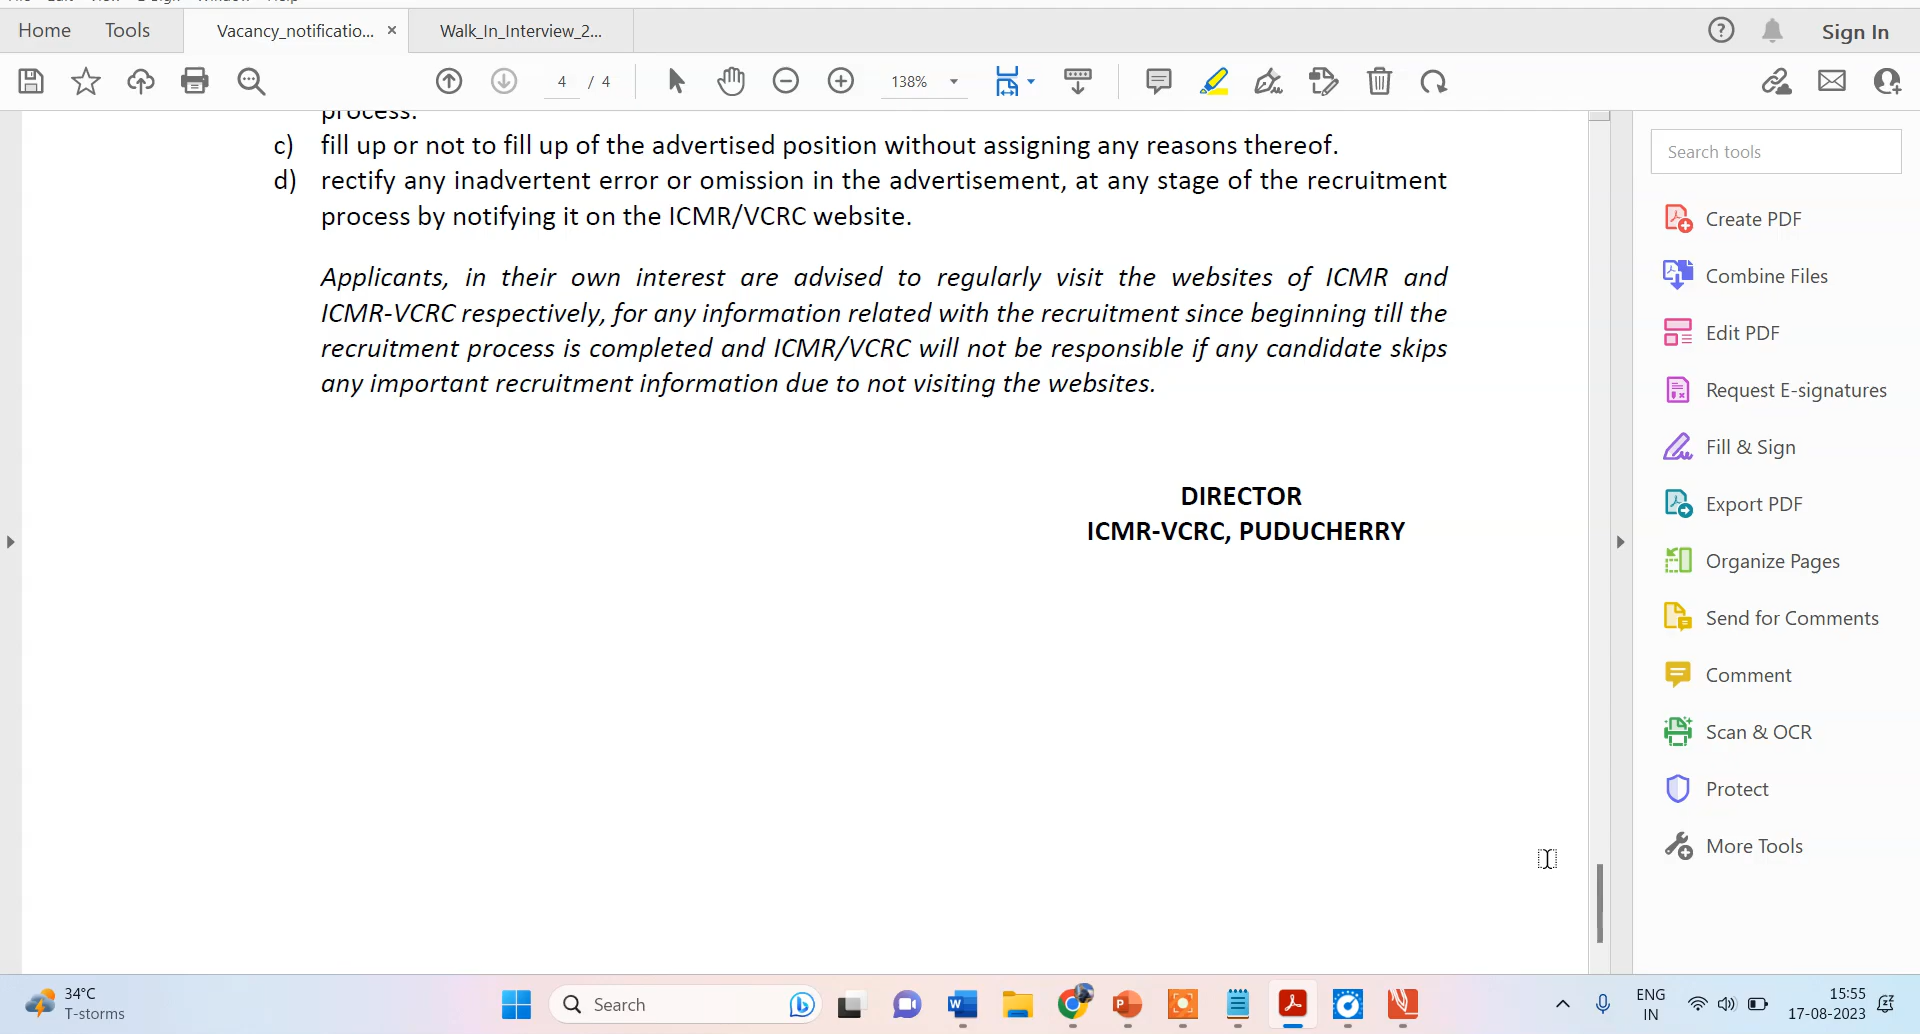 Home
Tools
Vacancy_notificatio...
Walk_In_Interview_2...
Sign In
4 / 4
138%
process.
c) fill up or not to fill up of the advertised position without assigning any reasons thereof.
d) rectify any inadvertent error or omission in the advertisement, at any stage of the recruitment
process by notifying it on the ICMR/VCRC website.
Applicants, in their own interest are advised to regularly visit the websites of ICMR and
ICMR-VCRC respectively, for any information related with the recruitment since beginning till the
recruitment process is completed and ICMR/VCRC will not be responsible if any candidate skips
any important recruitment information due to not visiting the websites.
DIRECTOR
ICMR-VCRC, PUDUCHERRY
Search tools
Create PDF
Combine Files
Edit PDF
Request E-signatures
Fill & Sign
Export PDF
Organize Pages
Send for Comments
Comment
Scan & OCR
Protect
More Tools
34°C
T-storms
Search
ENG
IN
15:55
17-08-2023